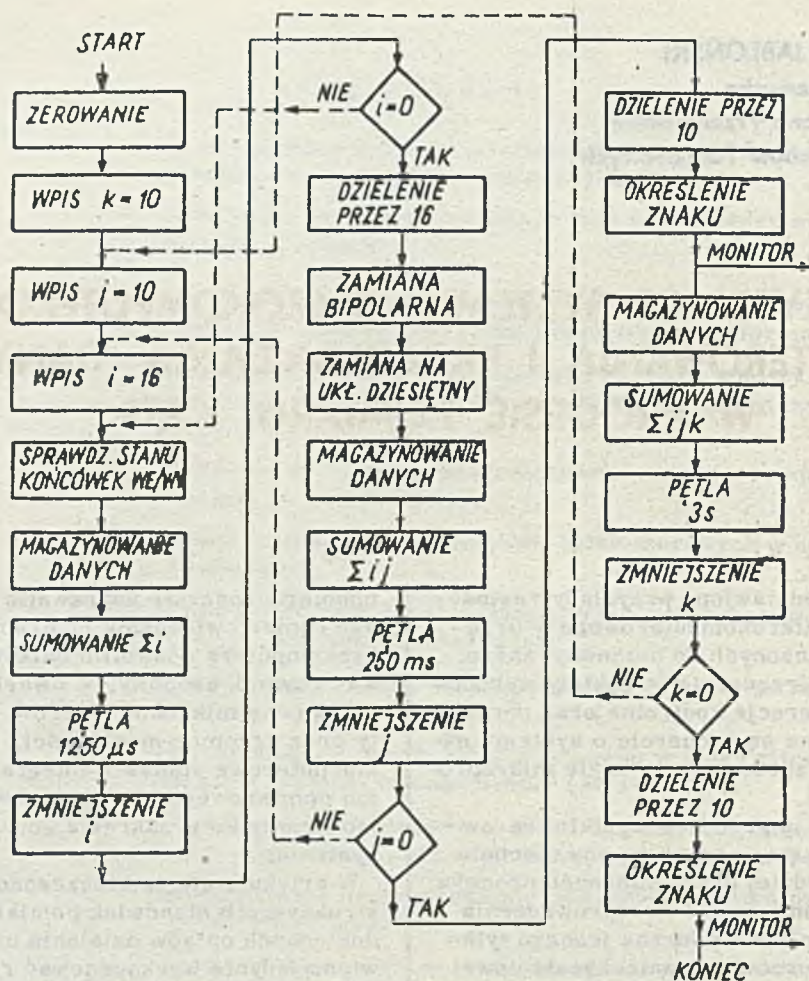 START
ZEROWANIE
WPIS k = 10
WPIS j = 10
WPIS i = 16
SPRAWDZ. STANU
KOŃCÓWEK WE/WY
MAGAZYNOWANIE
DANYCH
SUMOWANIE Σi
PĘTLA
1250 µs
ZMNIEJSZENIE
i
i=0
NIE
TAK
DZIELENIE
PRZEZ 16
ZAMIANA
BIPOLARNA
ZAMIANA NA
UKŁ. DZIESIĘTNY
MAGAZYNOWANIE
DANYCH
SUMOWANIE
Σij
PĘTLA
250 ms
ZMNIEJSZENIE
j
j=0
NIE
TAK
DZIELENIE PRZEZ
10
OKREŚLENIE
ZNAKU
MONITOR
MAGAZYNOWANIE
DANYCH
SUMOWANIE
Σijk
PĘTLA
3s
ZMNIEJSZENIE
k
k=0
NIE
TAK
DZIELENIE
PRZEZ 10
OKREŚLENIE
ZNAKU
MONITOR
KONIEC